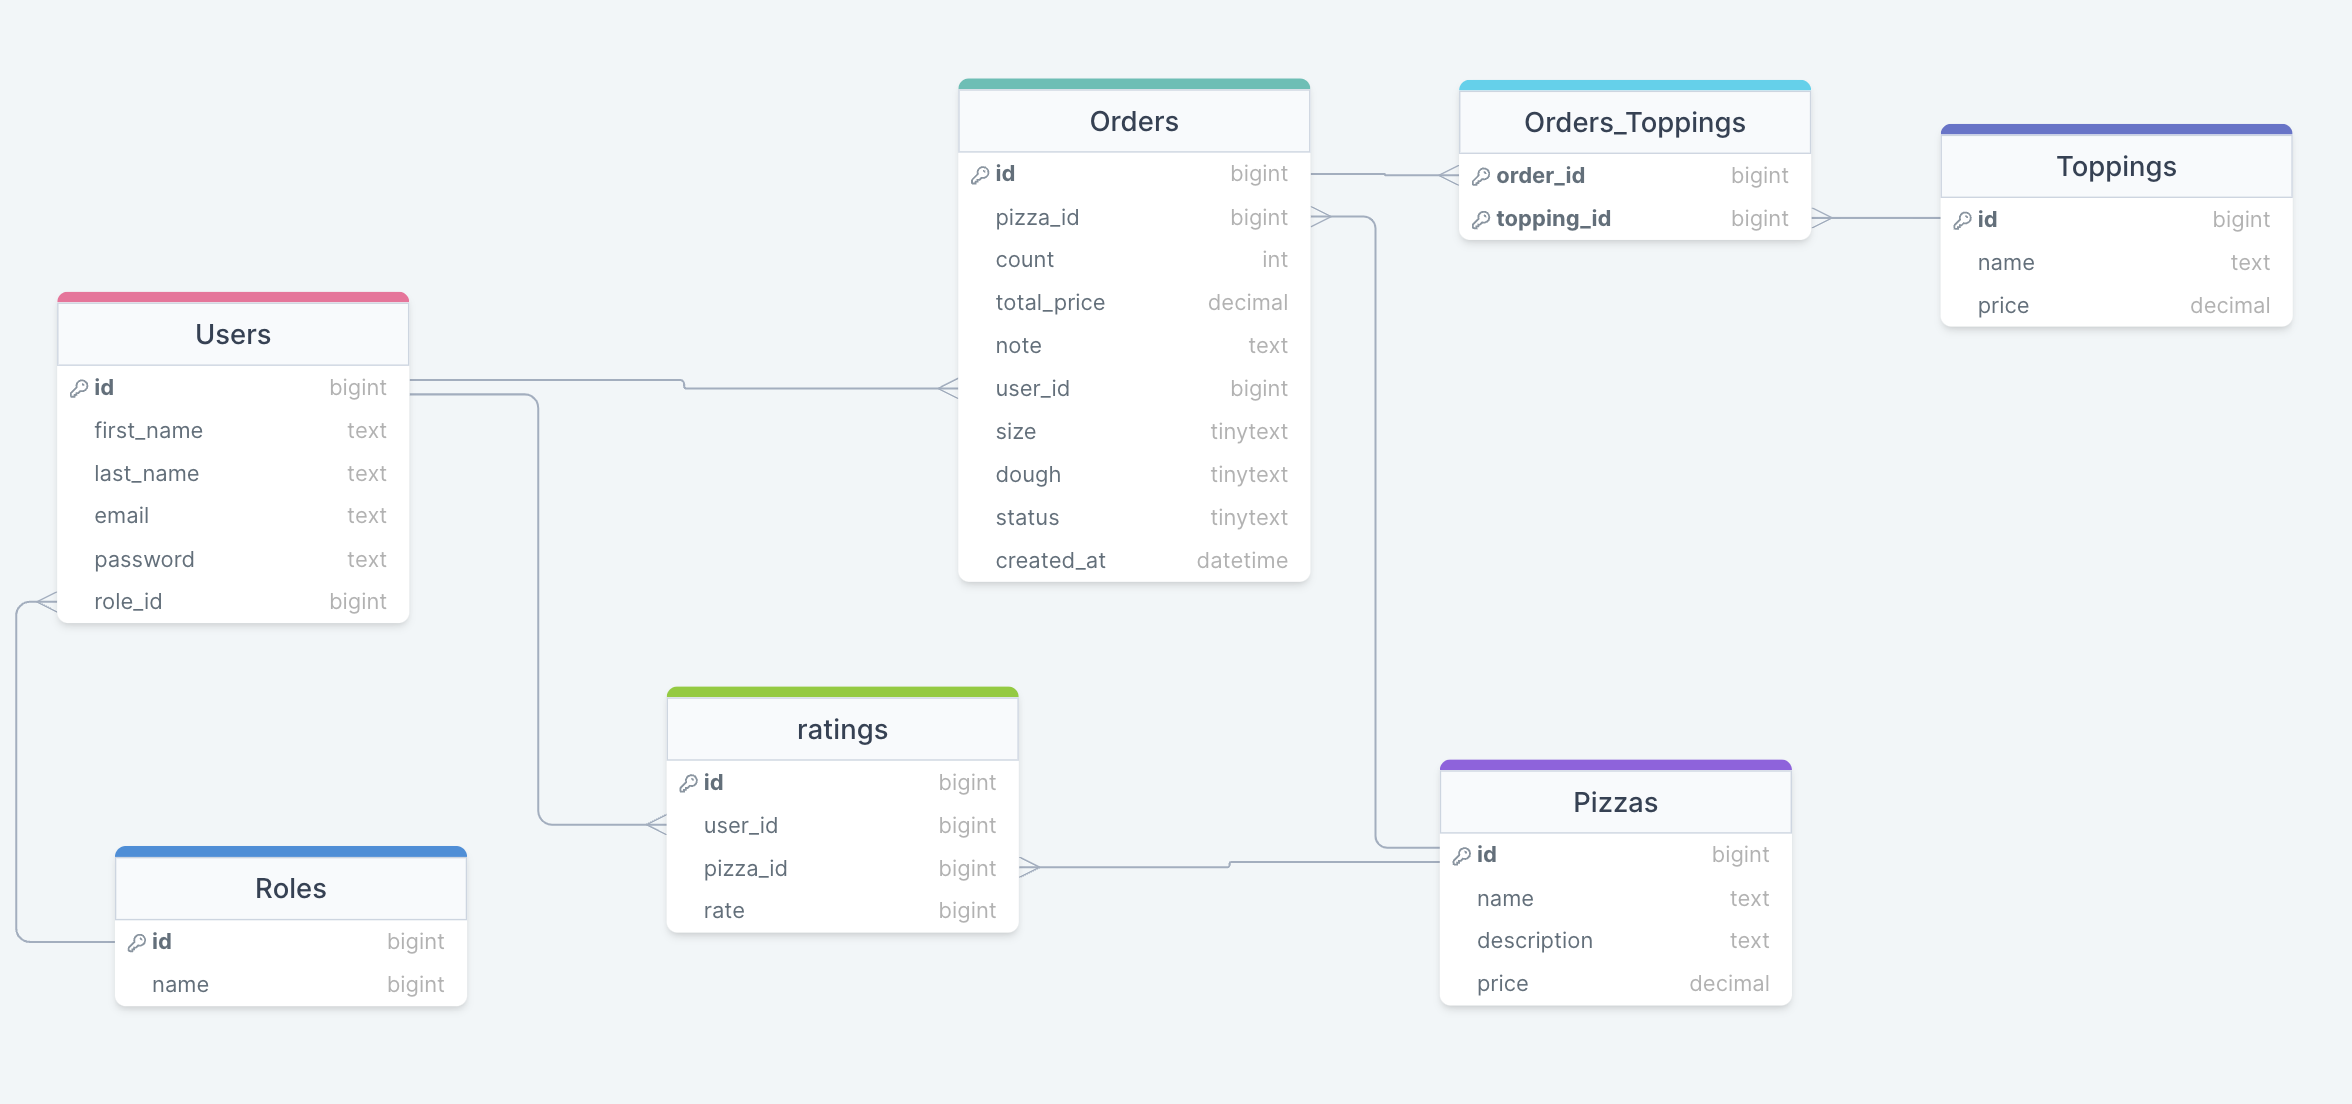 Users
id bigint
first_name text
last_name text
email text
password text
role_id bigint
Roles
id bigint
name bigint
ratings
id bigint
user_id bigint
pizza_id bigint
rate bigint
Orders
id bigint
pizza_id bigint
count int
total_price decimal
note text
user_id bigint
size tinytext
dough tinytext
status tinytext
created_at datetime
Orders_Toppings
order_id bigint
topping_id bigint
Toppings
id bigint
name text
price decimal
Pizzas
id bigint
name text
description text
price decimal